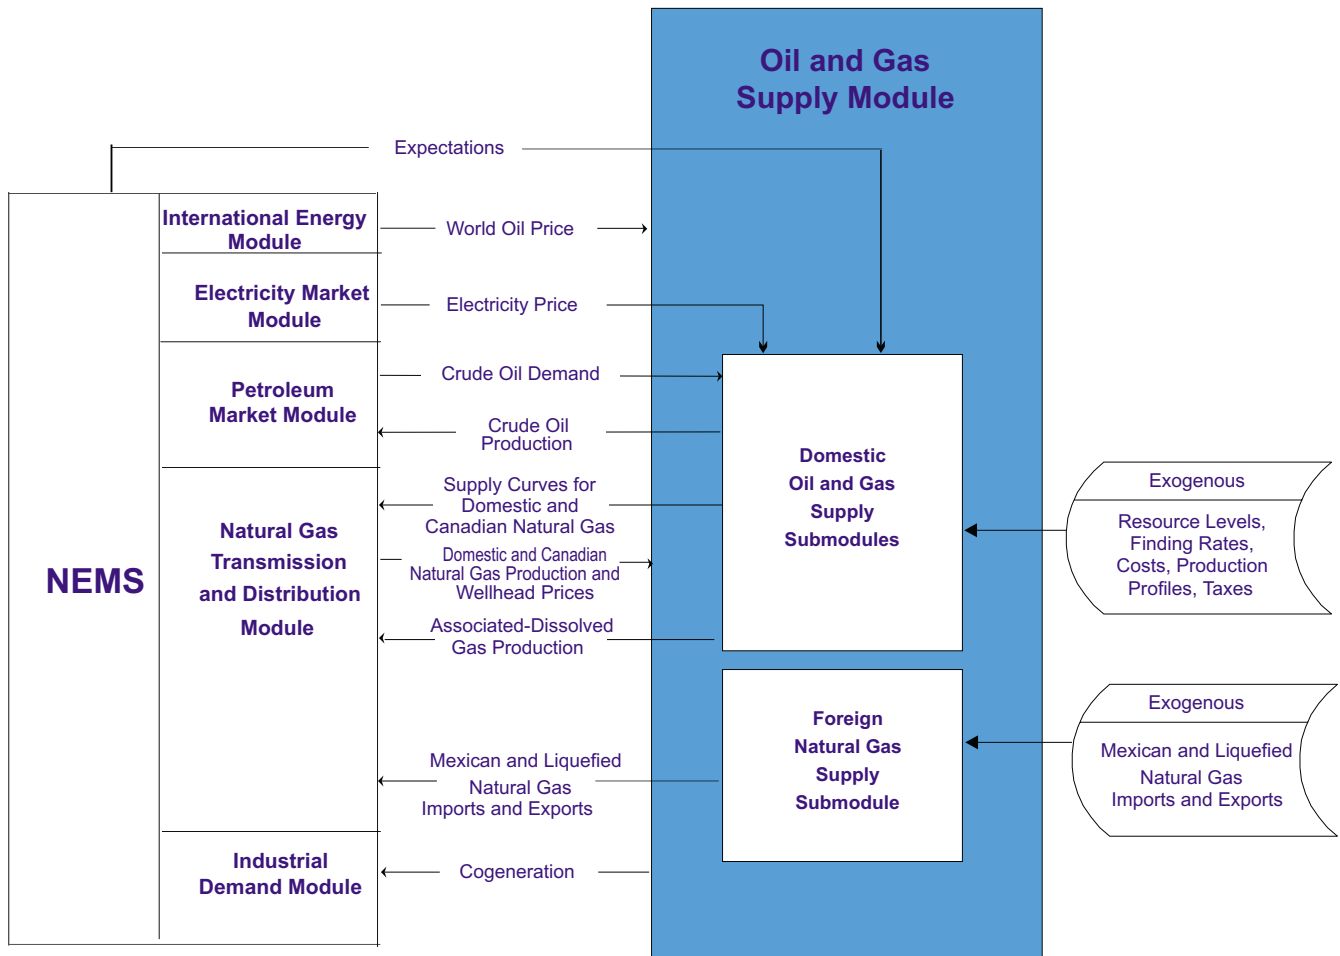 Oil and Gas
Supply Module
Expectations
NEMS
International Energy
Module
World Oil Price
Electricity Market
Module
Electricity Price
Petroleum
Market Module
Crude Oil Demand
Crude Oil
Production
Natural Gas
Transmission
and Distribution
Module
Supply Curves for
Domestic and
Canadian Natural Gas
Domestic and Canadian
Natural Gas Production and
Wellhead Prices
Associated-Dissolved
Gas Production
Mexican and Liquefied
Natural Gas
Imports and Exports
Industrial
Demand Module
Cogeneration
Domestic
Oil and Gas
Supply
Submodules
Foreign
Natural Gas
Supply
Submodule
Exogenous
Resource Levels,
Finding Rates,
Costs, Production
Profiles, Taxes
Exogenous
Mexican and Liquefied
Natural Gas
Imports and Exports